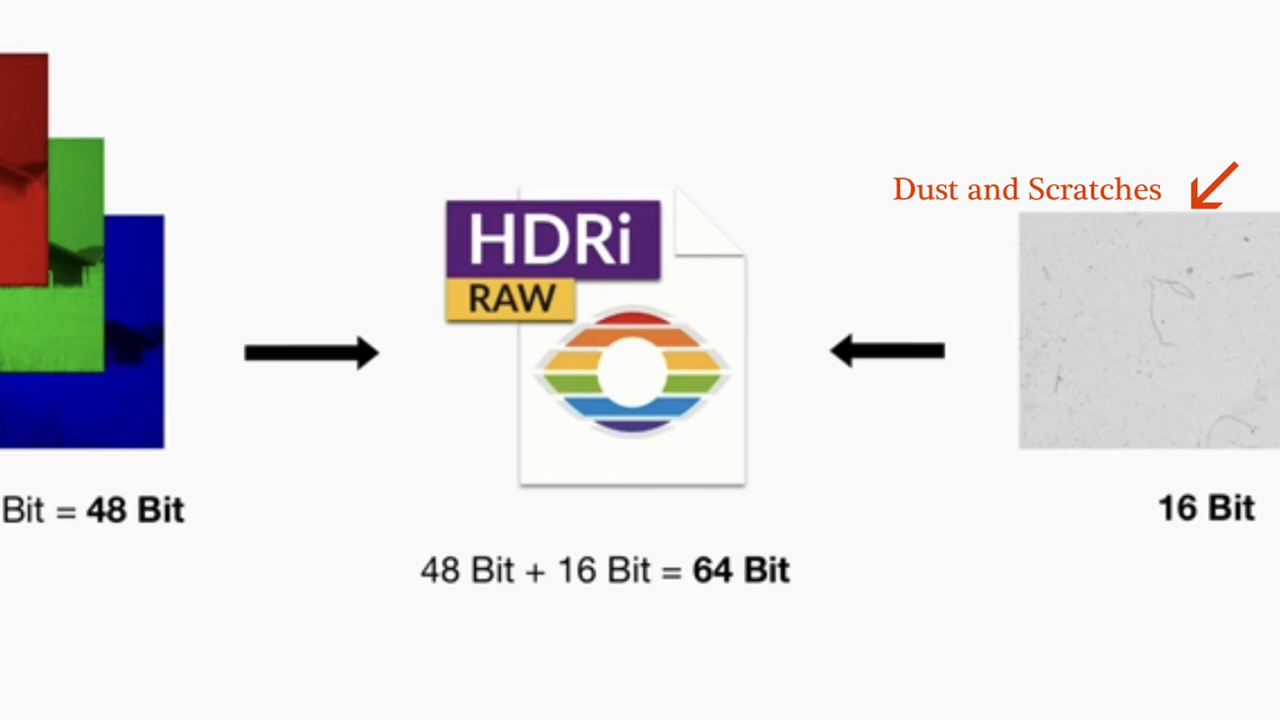 HDRi
RAW
Dust and Scratches
Bit = 48 Bit
16 Bit
48 Bit + 16 Bit = 64 Bit